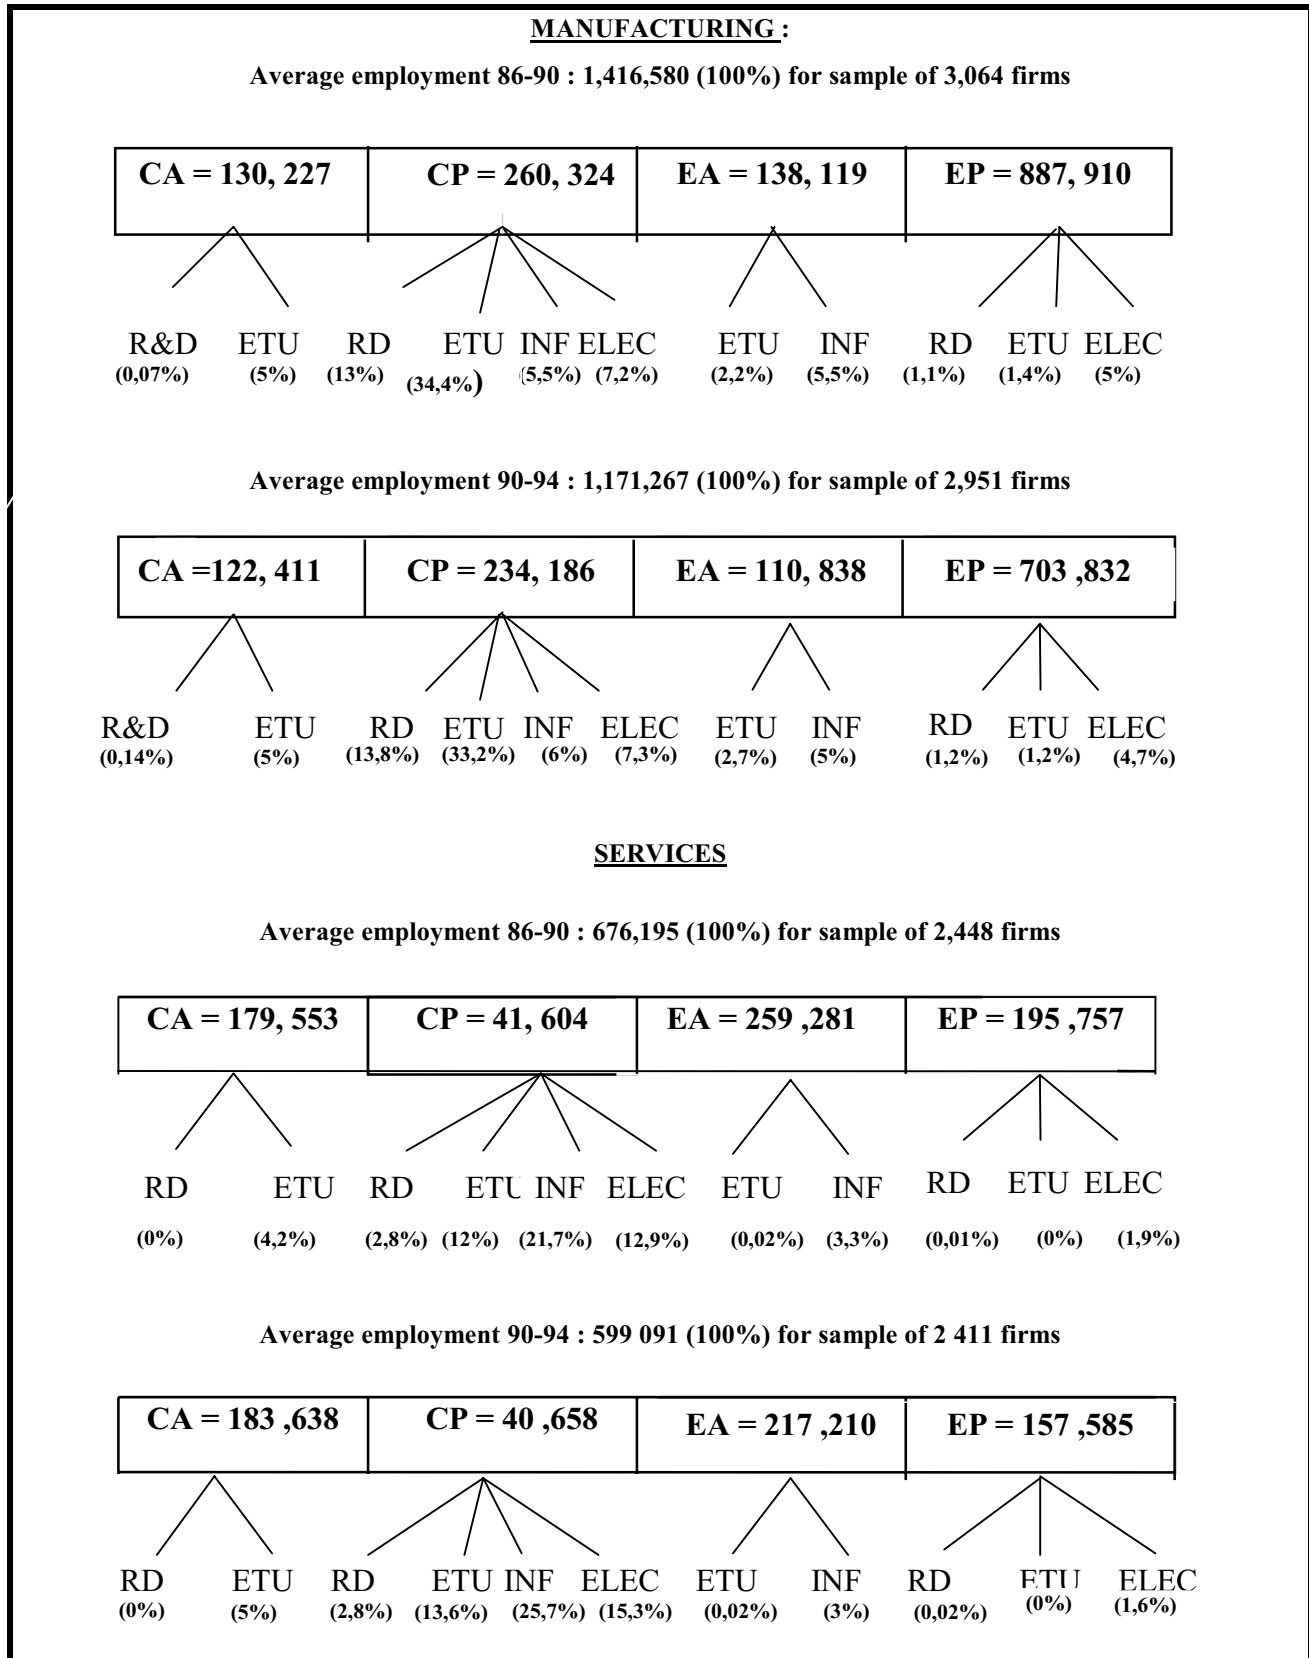 MANUFACTURING :
Average employment 86-90 : 1,416,580 (100%) for sample of 3,064 firms
CA = 130, 227 CP = 260, 324 EA = 138, 119 EP = 887, 910
R&D ETU RD ETU INF ELEC ETU INF RD ETU ELEC
(0,07%) (5%) (13%) (34,4%) (5,5%) (7,2%) (2,2%) (5,5%) (1,1%) (1,4%) (5%)
Average employment 90-94 : 1,171,267 (100%) for sample of 2,951 firms
CA =122, 411 CP = 234, 186 EA = 110, 838 EP = 703 ,832
R&D ETU RD ETU INF ELEC ETU INF RD ETU ELEC
(0,14%) (5%) (13,8%) (33,2%) (6%) (7,3%) (2,7%) (5%) (1,2%) (1,2%) (4,7%)
SERVICES
Average employment 86-90 : 676,195 (100%) for sample of 2,448 firms
CA = 179, 553 CP = 41, 604 EA = 259 ,281 EP = 195 ,757
RD ETU RD ETU INF ELEC ETU INF RD ETU ELEC
(0%) (4,2%) (2,8%) (12%) (21,7%) (12,9%) (0,02%) (3,3%) (0,01%) (0%) (1,9%)
Average employment 90-94 : 599 091 (100%) for sample of 2 411 firms
CA = 183 ,638 CP = 40 ,658 EA = 217 ,210 EP = 157 ,585
RD ETU RD ETU INF ELEC ETU INF RD ETU ELEC
(0%) (5%) (2,8%) (13,6%) (25,7%) (15,3%) (0,02%) (3%) (0,02%) (0%) (1,6%)